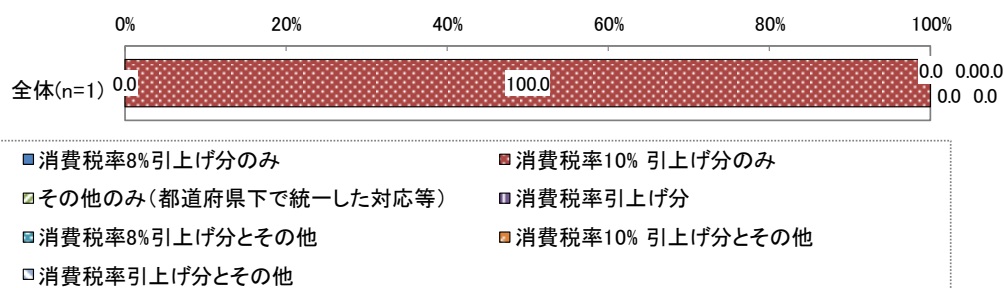 0% 20% 40% 60% 80% 100%
全体(n=1) 0.0 100.0 0.0 0.00.0
0.0 0.0
消費税率8%引上げ分のみ 消費税率10% 引上げ分のみ
その他のみ（都道府県下で統一した対応等） 消費税率引上げ分
消費税率8%引上げ分とその他 消費税率10% 引上げ分とその他
消費税率引上げ分とその他